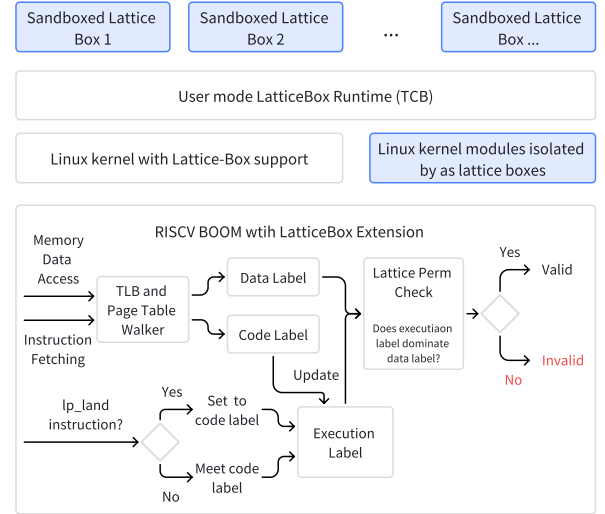 Sandboxed Lattice
Box 1
Sandboxed Lattice
Box 2
...
Sandboxed Lattice
Box ...
User mode LatticeBox Runtime (TCB)
Linux kernel with Lattice-Box support
Linux kernel modules isolated
by as lattice boxes
RISCV BOOM wtih LatticeBox Extension
Memory
Data
Access
Instruction
Fetching
TLB and
Page Table
Walker
Data Label
Code Label
Lattice Perm
Check
Does executiaon
label dominate
data label?
Yes
Valid
Invalid
No
Update
lp_land
instruction?
Yes
Set to
code label
No
Meet code
label
Execution
Label